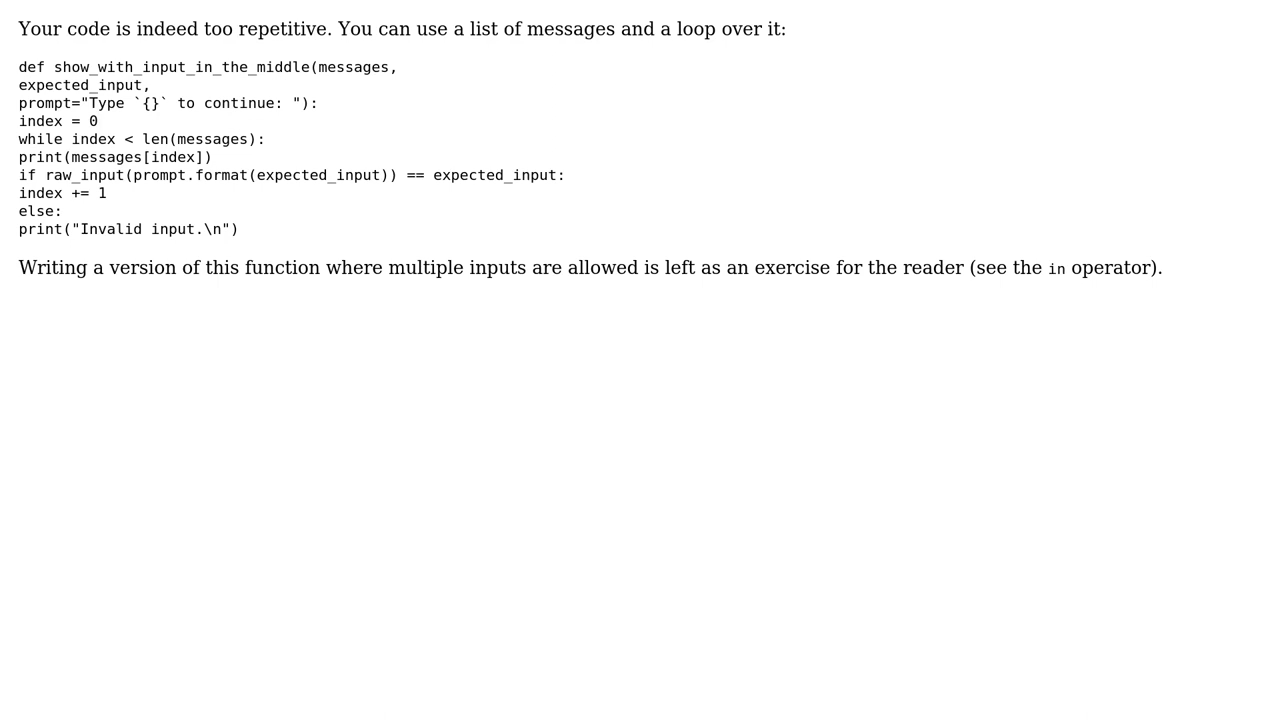 Your code is indeed too repetitive. You can use a list of messages and a loop over it:
def show_with_input_in_the_middle(messages,
expected_input,
prompt="Type `{}` to continue: "):
index = 0
while index < len(messages):
print(messages[index])
if raw_input(prompt.format(expected_input)) == expected_input:
index += 1
else:
print("Invalid input.\n")
Writing a version of this function where multiple inputs are allowed is left as an exercise for the reader (see the in operator).